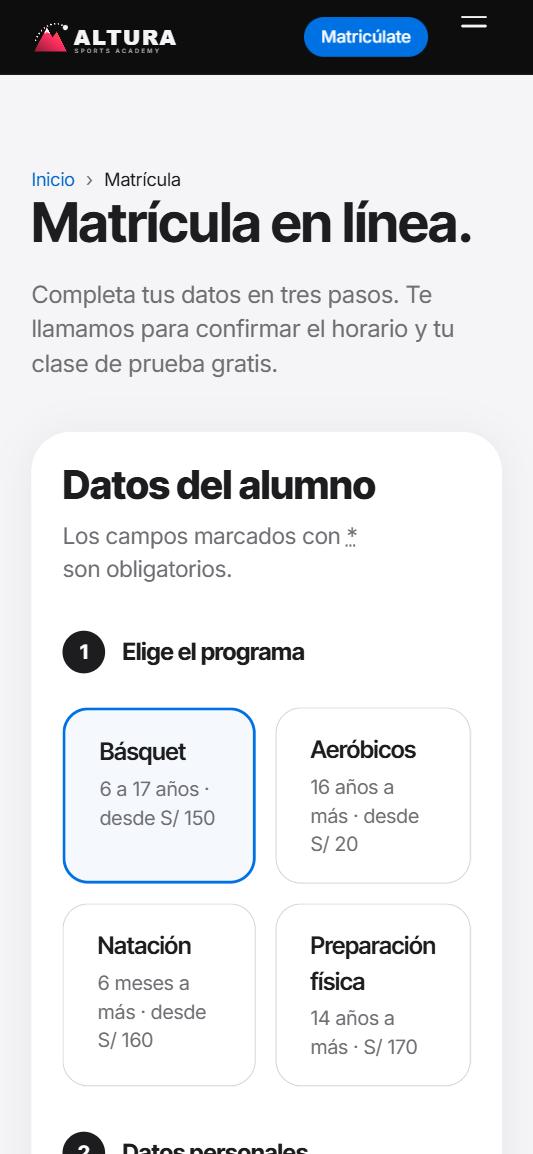 ALTURA
SPORTS ACADEMY
Matricúlate
Inicio › Matrícula
Matrícula en línea.
Completa tus datos en tres pasos. Te
llamamos para confirmar el horario y tu
clase de prueba gratis.
Datos del alumno
Los campos marcados con *
son obligatorios.
1 Elige el programa
Básquet
6 a 17 años ·
desde S/ 150
Aeróbicos
16 años a
más · desde
S/ 20
Natación
6 meses a
más · desde
S/ 160
Preparación
física
14 años a
más · S/ 170
2 Datos personales